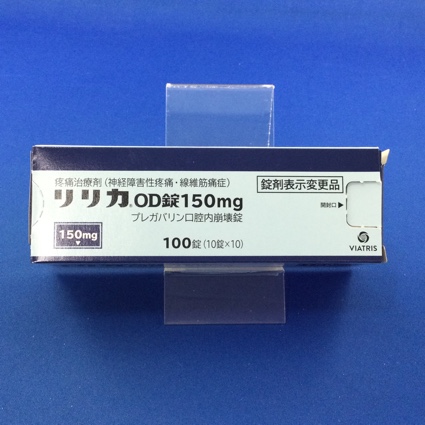 疼痛治療剤(神経障害性疼痛・線維筋痛症)
錠剤表示変更品
リリカ®OD錠150mg
開封口▶
プレガバリン口腔内崩壊錠
150mg
▼
100錠(10錠×10)
VIATRIS